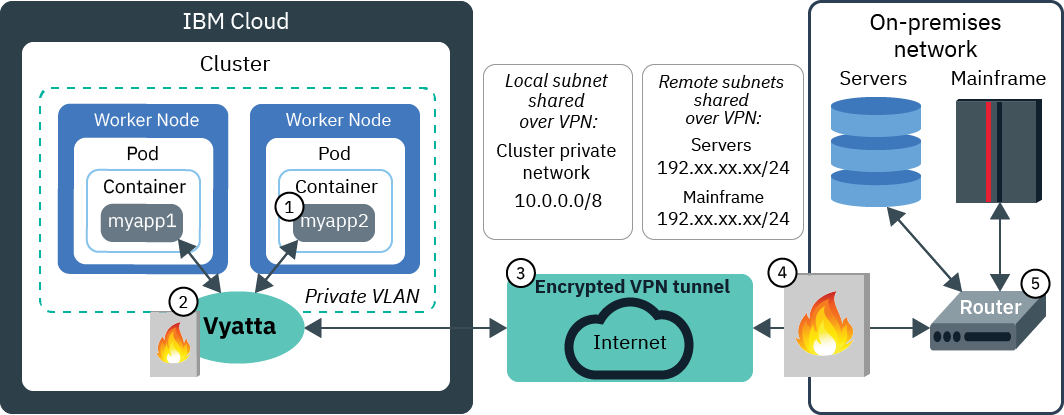 IBM Cloud
Cluster
Worker Node
Pod
Container
myapp1
Worker Node
Pod
Container
1
myapp2
2
Private VLAN
Vyatta
Local subnet
shared
over VPN:
Cluster private
network
10.0.0.0/8
Remote subnets
shared
over VPN:
Servers
192.xx.xx.xx/24
Mainframe
192.xx.xx.xx/24
3
Encrypted VPN tunnel
Internet
4
On-premises
network
Servers
Mainframe
5
Router